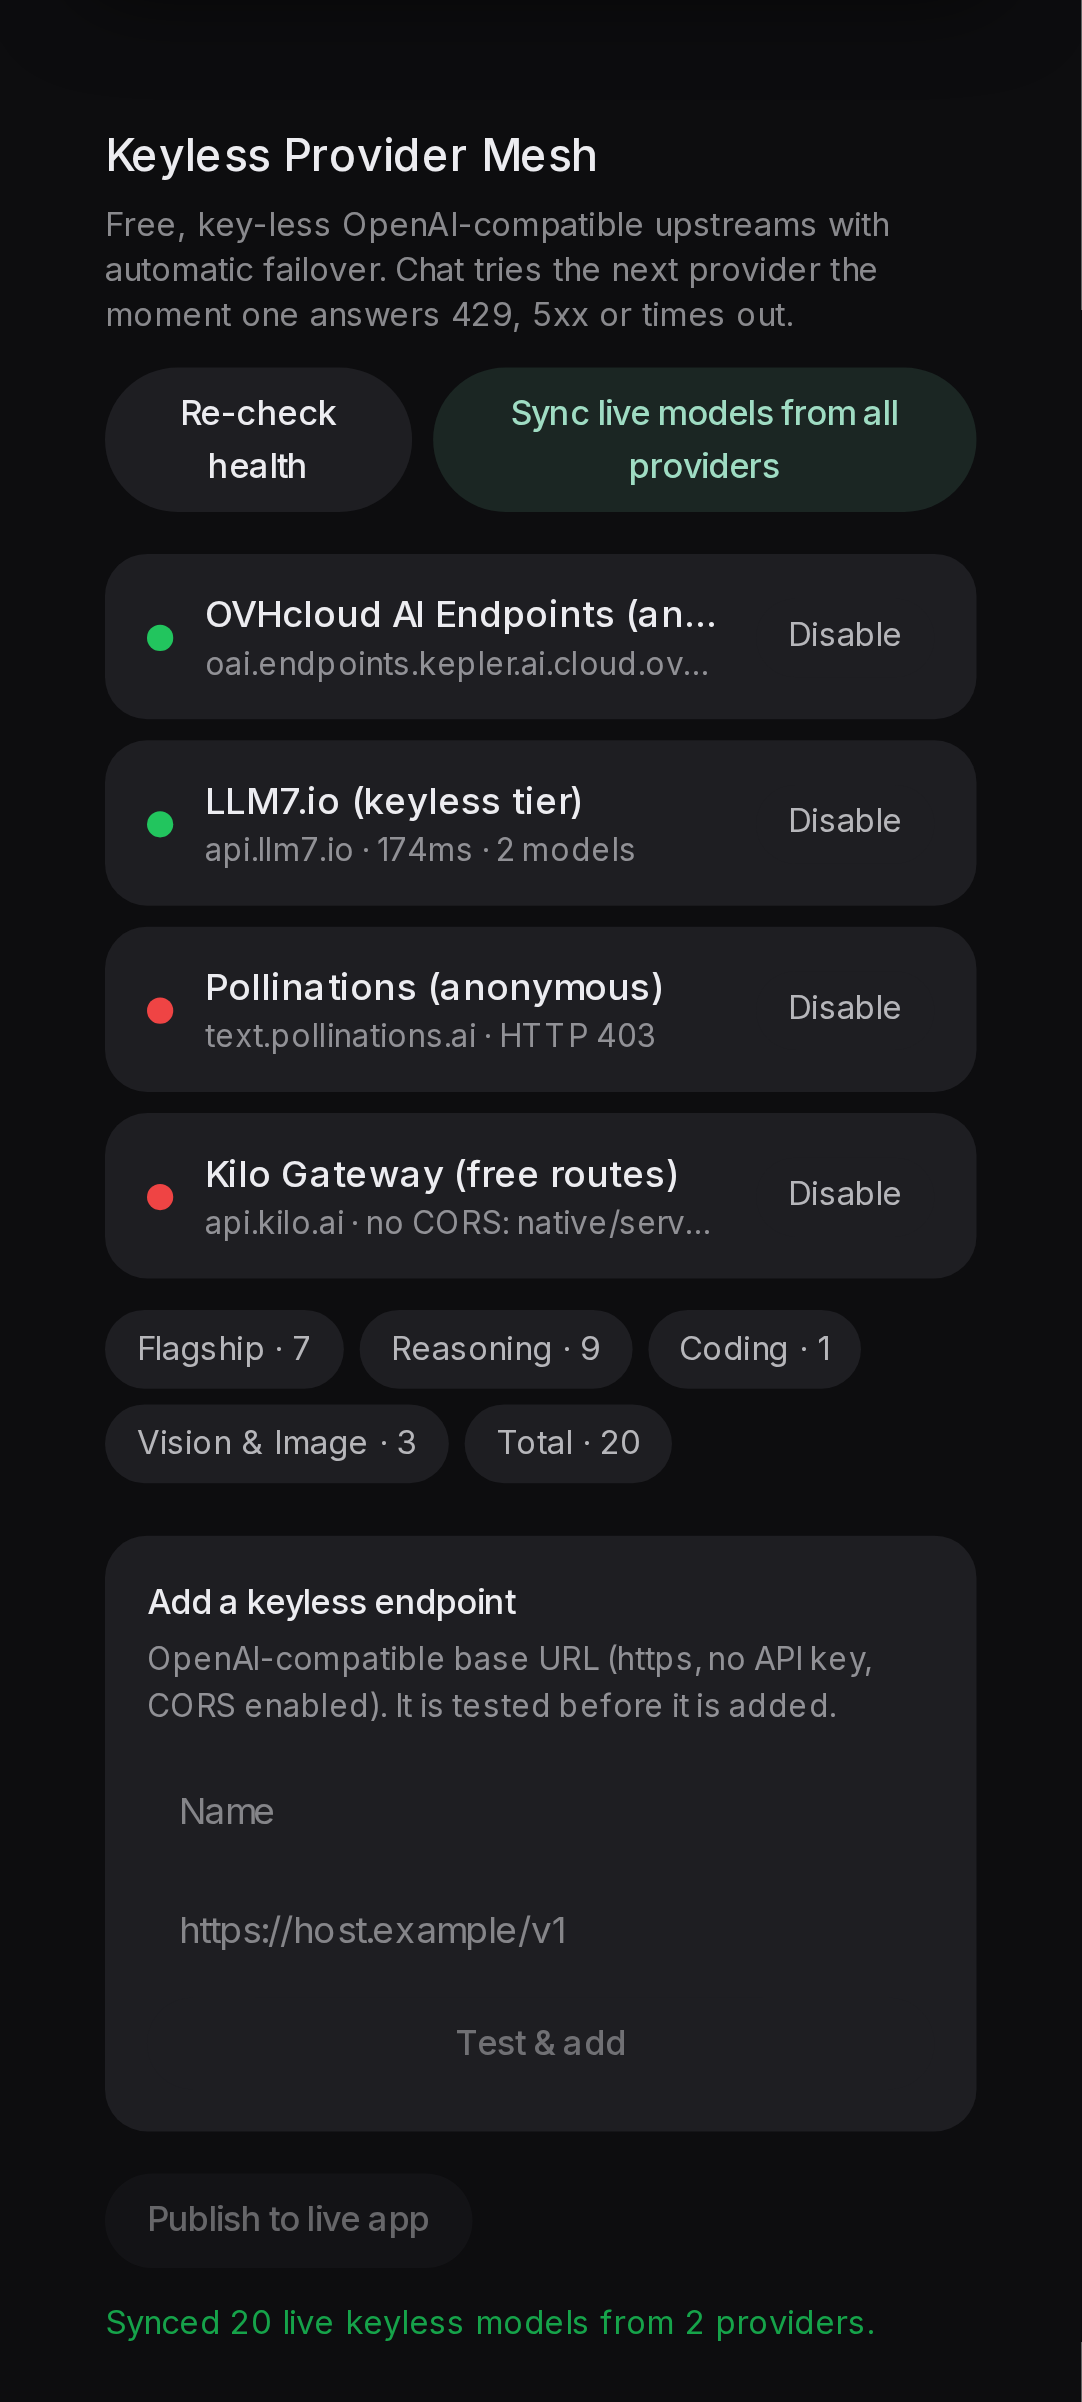 Keyless Provider Mesh
Free, key-less OpenAI-compatible upstreams with
automatic failover. Chat tries the next provider the
moment one answers 429, 5xx or times out.
Re-check
health
Sync live models from all
providers
OVHcloud AI Endpoints (an...
oai.endpoints.kepler.ai.cloud.ov...
Disable
LLM7.io (keyless tier)
api.llm7.io · 174ms · 2 models
Disable
Pollinations (anonymous)
text.pollinations.ai · HTTP 403
Disable
Kilo Gateway (free routes)
api.kilo.ai · no CORS: native/serv...
Disable
Flagship · 7
Reasoning · 9
Coding · 1
Vision & Image · 3
Total · 20
Add a keyless endpoint
OpenAI-compatible base URL (https, no API key,
CORS enabled). It is tested before it is added.
Name
https://host.example/v1
Test & add
Publish to live app
Synced 20 live keyless models from 2 providers.